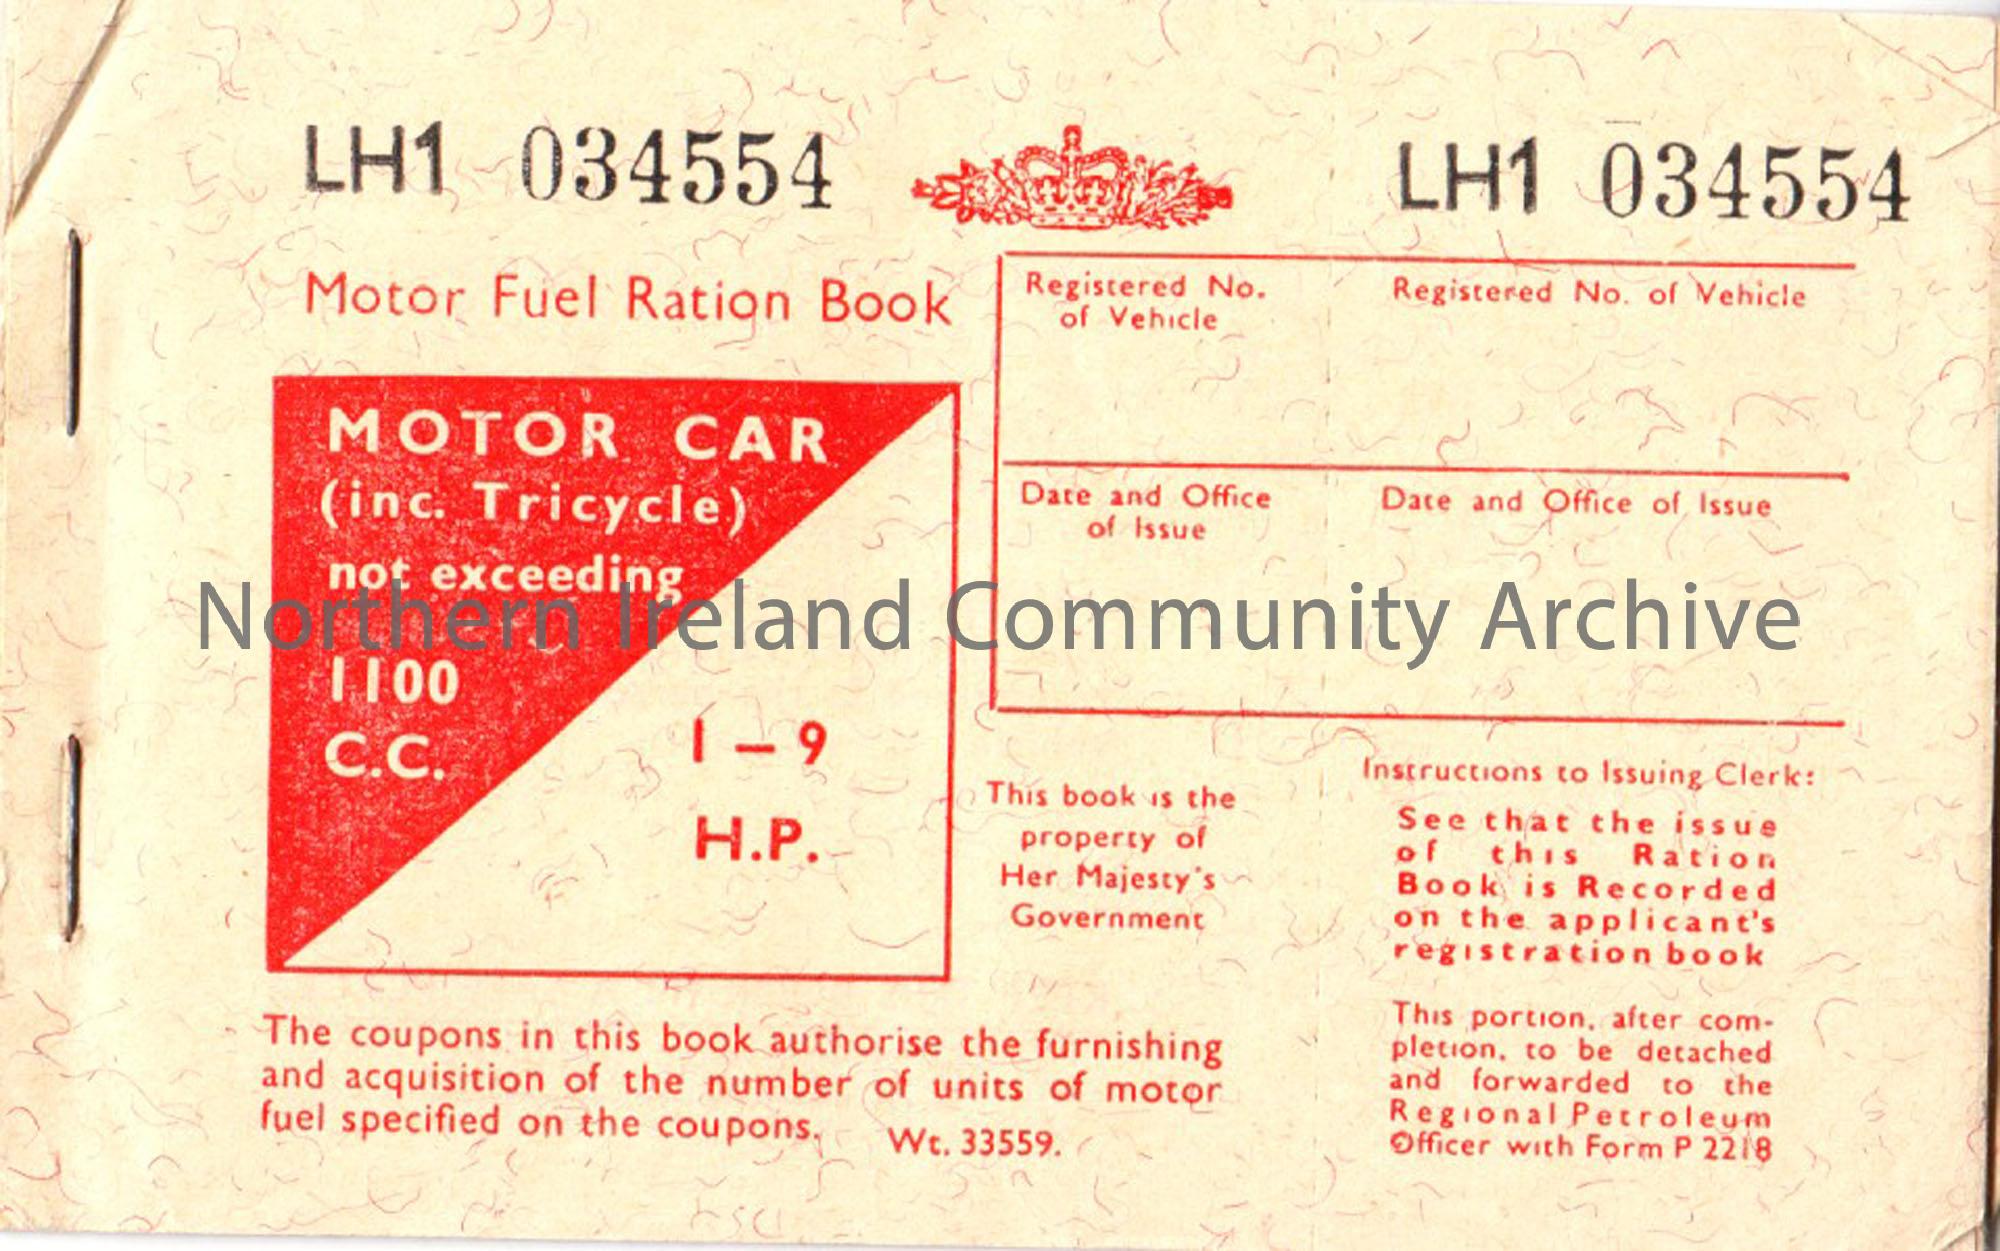 LH1 034554
LH1 034554
Motor Fuel Ration Book
MOTOR CAR
(inc. Tricycle)
not exceeding
1100
C.C.
1 – 9
H.P.
Registered No.
of Vehicle
Registered No. of Vehicle
Date and Office
of Issue
Date and Office of Issue
Northern Ireland Community Archive
This book is the
property of
Her Majesty's
Government
Instructions to Issuing Clerk:
See that the issue
of this Ration
Book is Recorded
on the applicant's
registration book
The coupons in this book authorise the furnishing
and acquisition of the number of units of motor
fuel specified on the coupons.
Wt. 33559.
This portion, after com-
pletion, to be detached
and forwarded to the
Regional Petroleum
Officer with Form P 2218